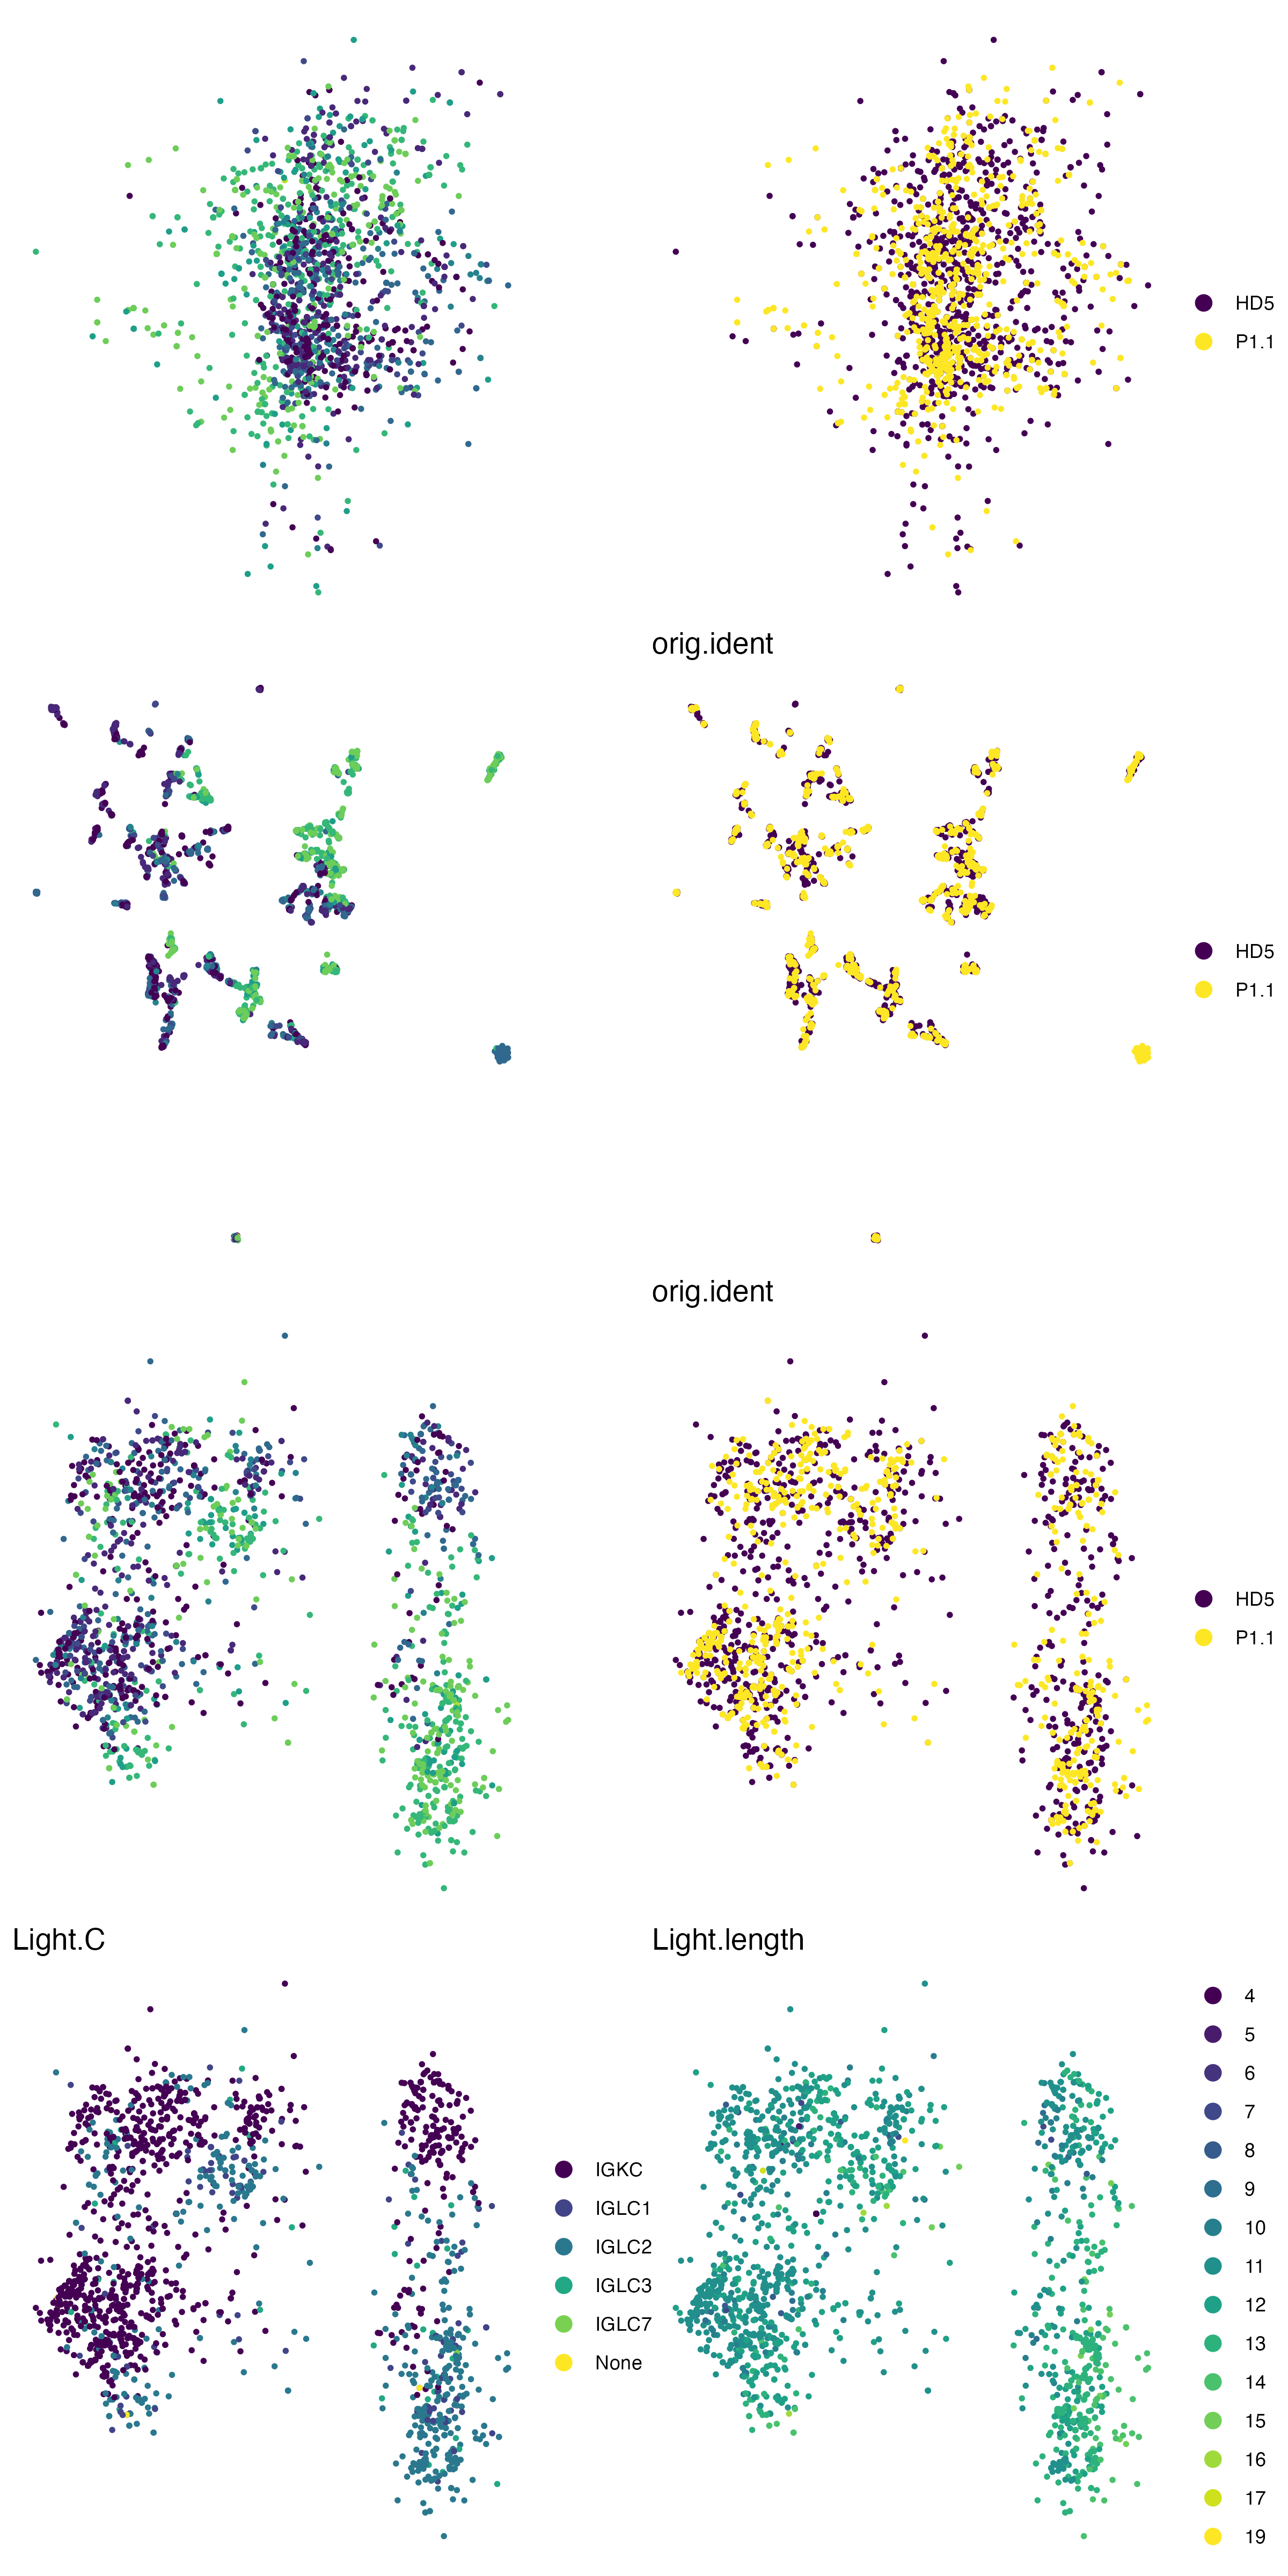 HD5
P1.1
orig.ident
HD5
P1.1
orig.ident
HD5
P1.1
Light.C
IGKC
IGLC1
IGLC2
IGLC3
IGLC7
None
Light.length
4
5
6
7
8
9
10
11
12
13
14
15
16
17
19